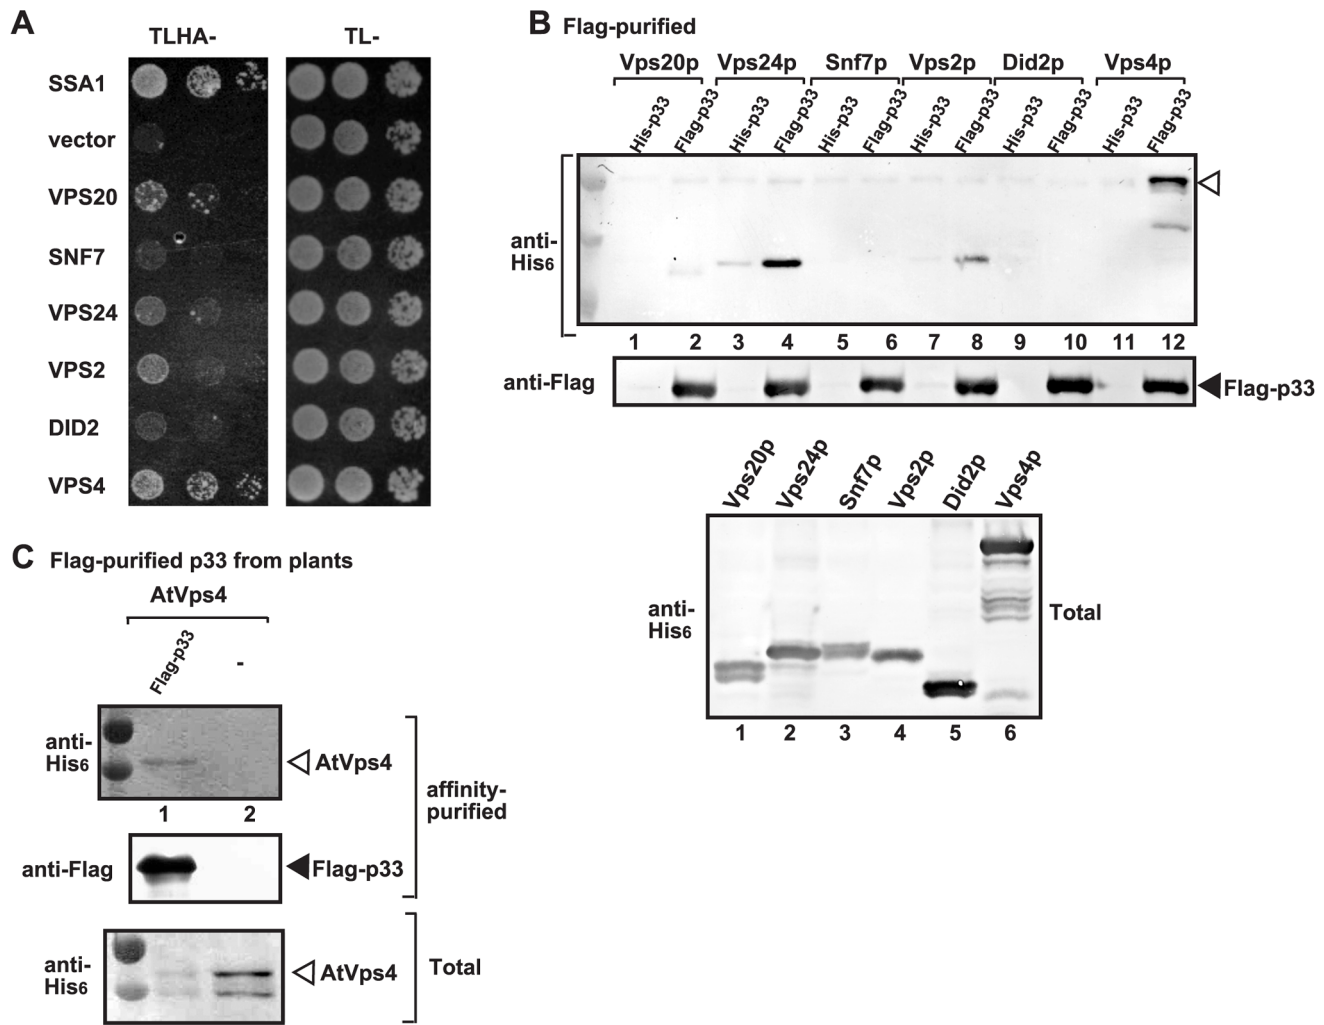 A
TLHA-
TL-
SSA1
vector
VPS20
SNF7
VPS24
VPS2
DID2
VPS4
B Flag-purified
Vps20p Vps24p Snf7p Vps2p Did2p Vps4p
His-p33 Flag-p33 His-p33 Flag-p33 His-p33 Flag-p33 His-p33 Flag-p33 His-p33 Flag-p33 His-p33 Flag-p33
anti-
His6
1 2 3 4 5 6 7 8 9 10 11 12
anti-Flag
Flag-p33
Vps20p Vps24p Snf7p Vps2p Did2p Vps4p
anti-
His6
Total
1 2 3 4 5 6
C Flag-purified p33 from plants
AtVps4
Flag-p33 -
anti-
His6
AtVps4
1 2
affinity-
purified
anti-Flag
Flag-p33
anti-
His6
AtVps4
Total